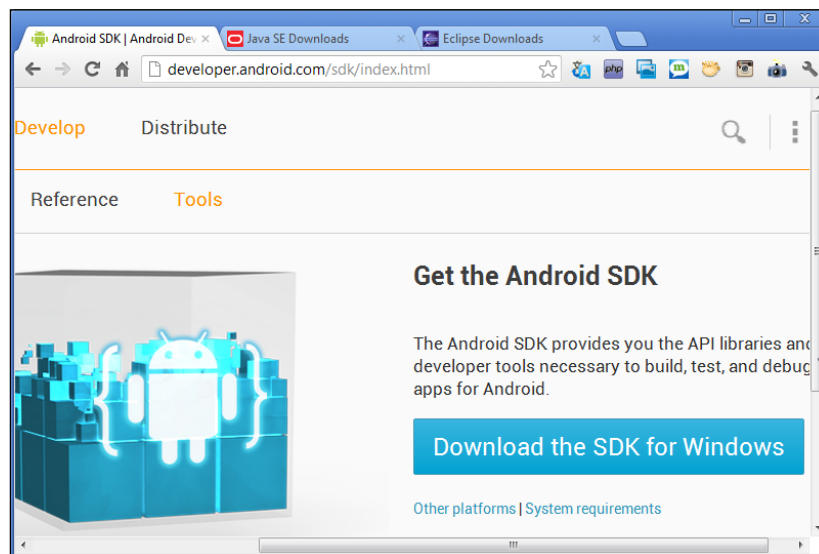 Android SDK | Android Dev
Java SE Downloads
Eclipse Downloads
developer.android.com/sdk/index.html
php
m
Develop
Distribute
Reference
Tools
Get the Android SDK
The Android SDK provides you the API libraries and
developer tools necessary to build, test, and debug
apps for Android.
Download the SDK for Windows
Other platforms | System requirements